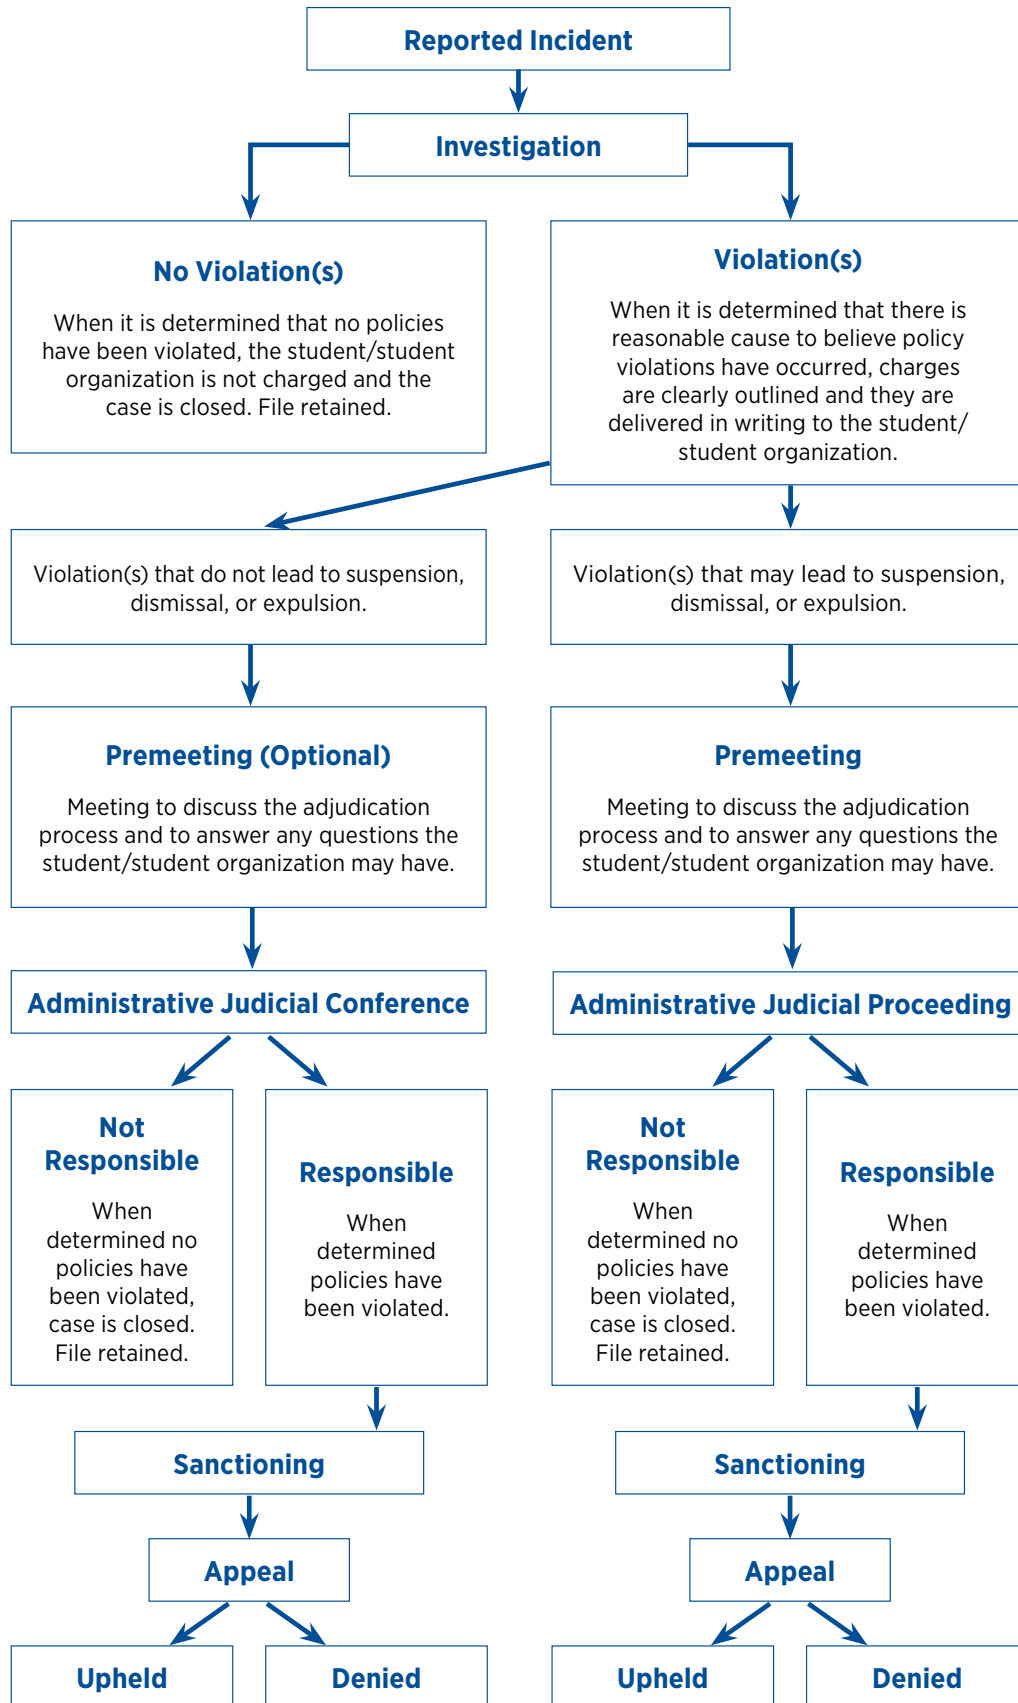 Reported Incident
Investigation
No Violation(s)
When it is determined that no policies
have been violated, the student/student
organization is not charged and the
case is closed. File retained.
Violation(s)
When it is determined that there is
reasonable cause to believe policy
violations have occurred, charges
are clearly outlined and they are
delivered in writing to the student/
student organization.
Violation(s) that do not lead to suspension,
dismissal, or expulsion.
Violation(s) that may lead to suspension,
dismissal, or expulsion.
Premeeting (Optional)
Meeting to discuss the adjudication
process and to answer any questions the
student/student organization may have.
Premeeting
Meeting to discuss the adjudication
process and to answer any questions the
student/student organization may have.
Administrative Judicial Conference
Administrative Judicial Proceeding
Not
Responsible
When
determined no
policies have
been violated,
case is closed.
File retained.
Responsible
When
determined
policies have
been violated.
Not
Responsible
When
determined no
policies have
been violated,
case is closed.
File retained.
Responsible
When
determined
policies have
been violated.
Sanctioning
Sanctioning
Appeal
Appeal
Upheld
Denied
Upheld
Denied